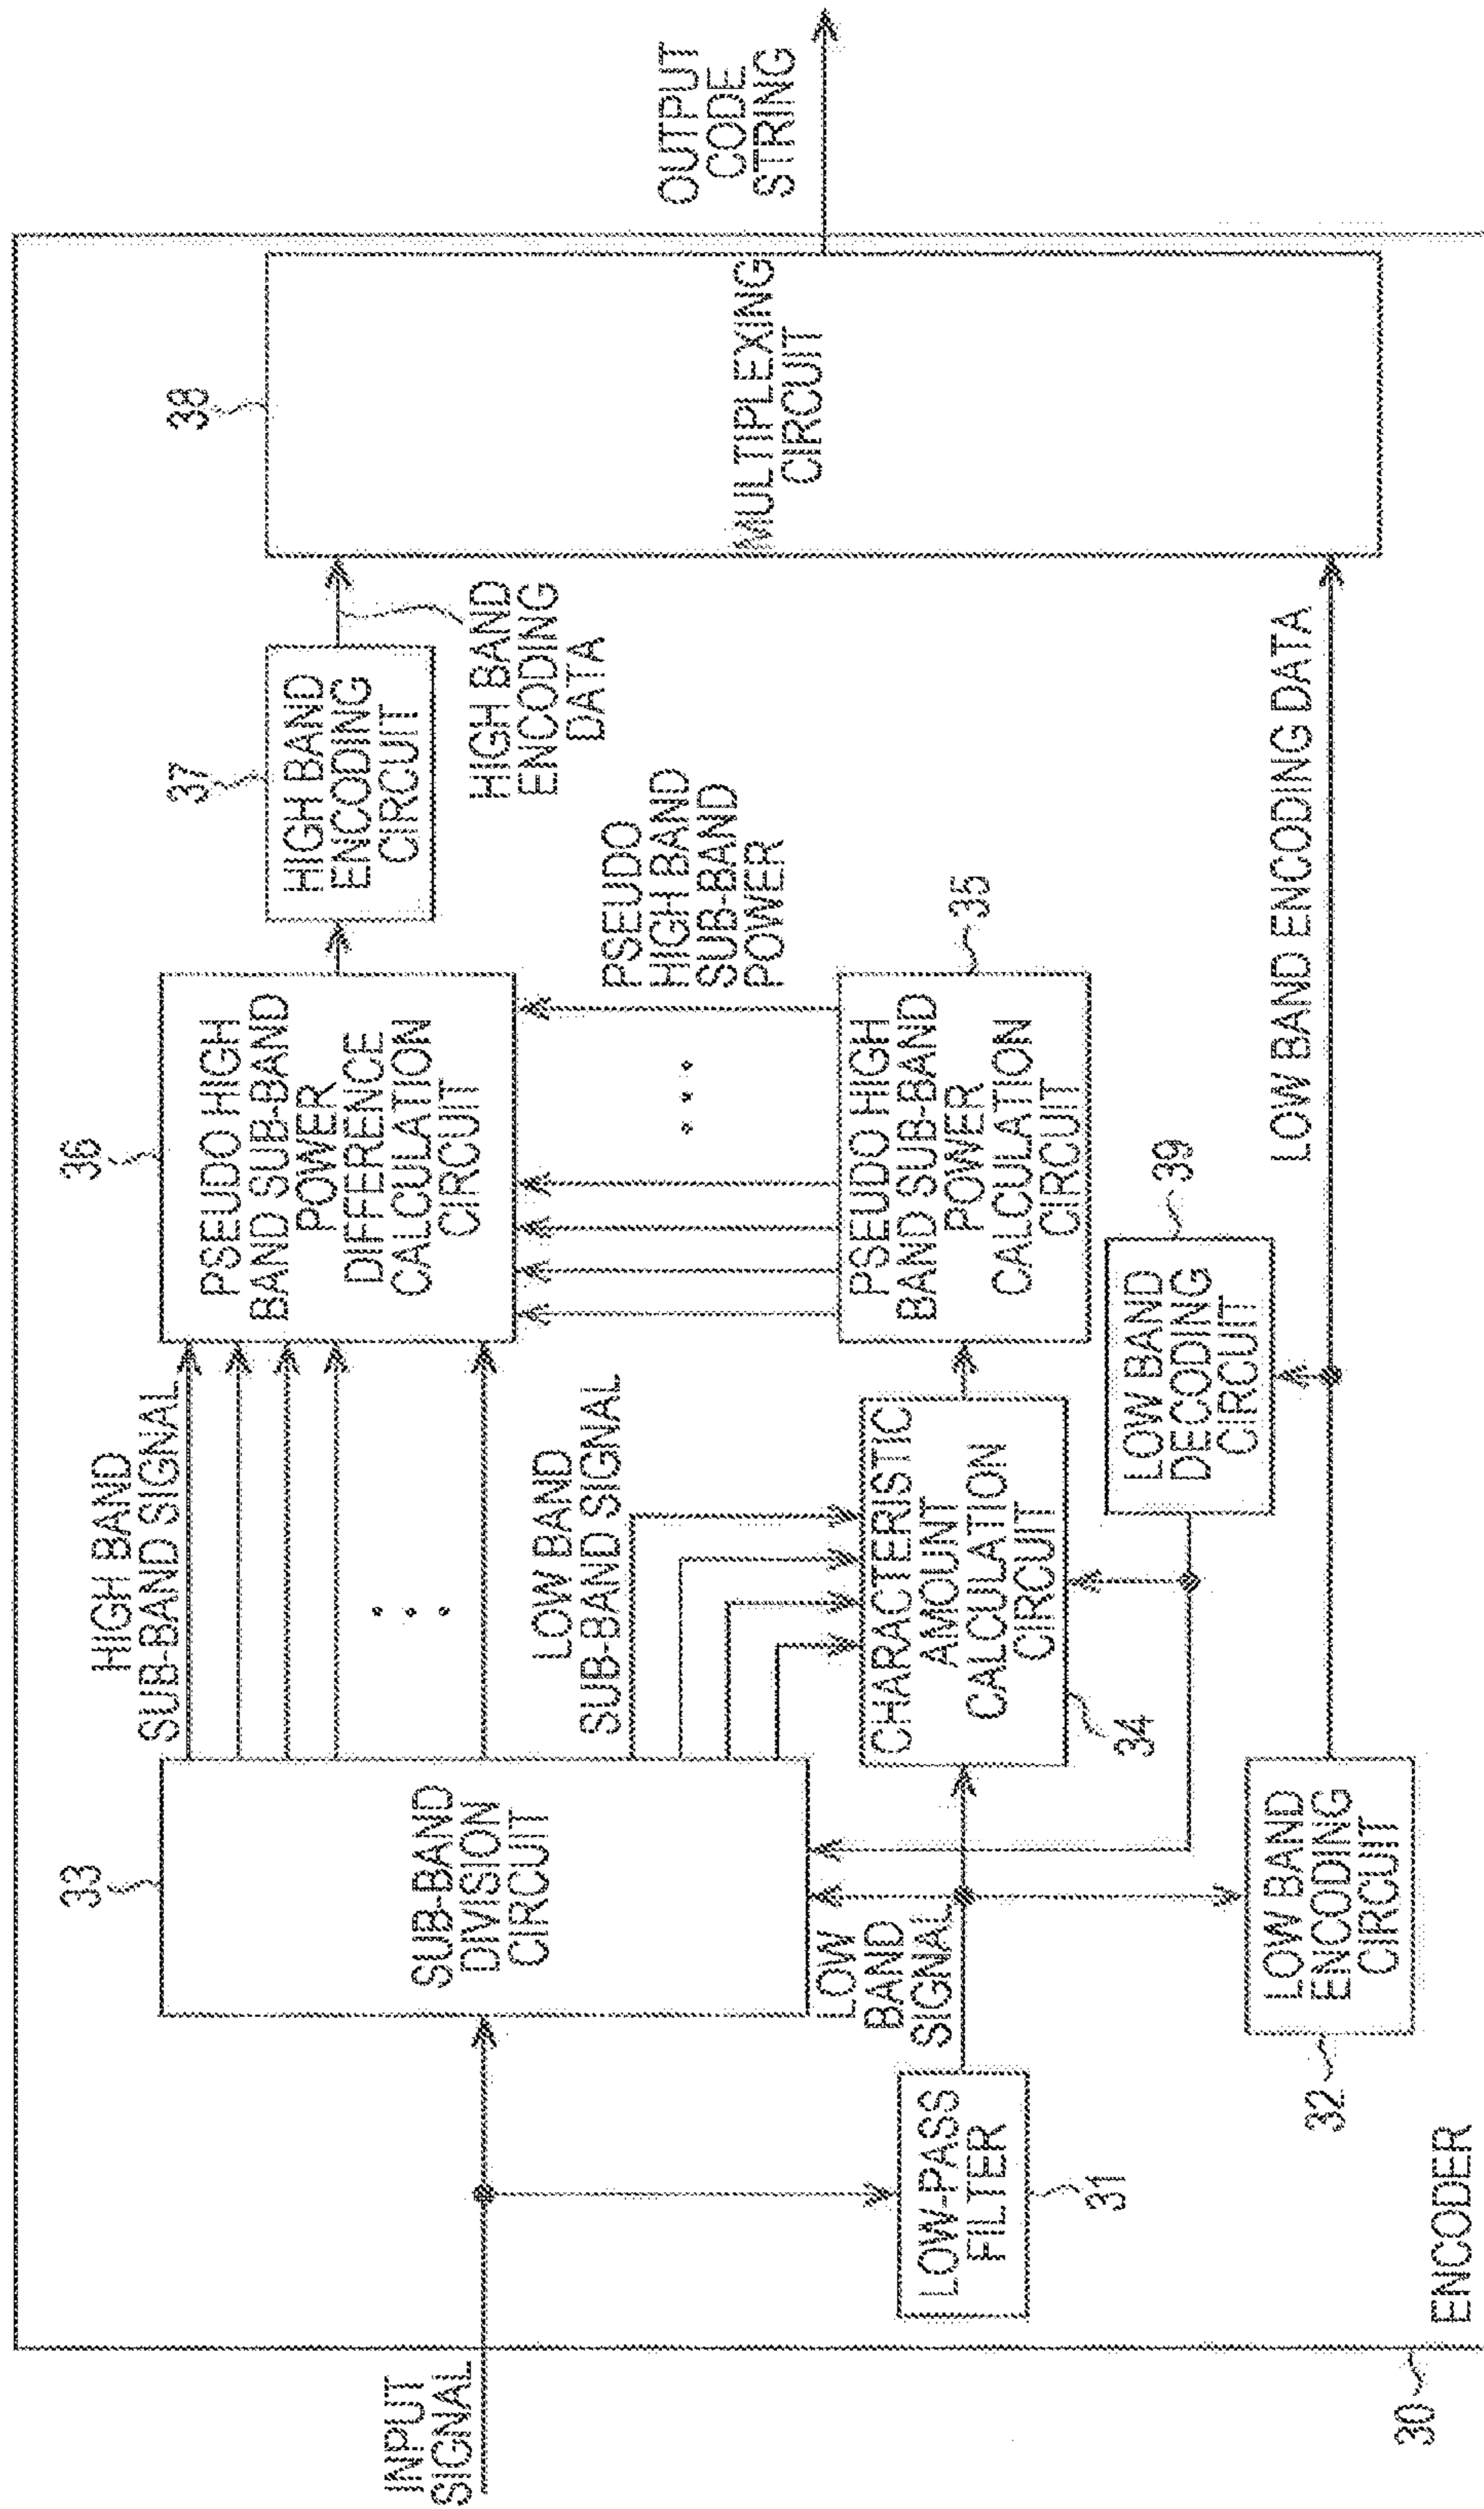 INPUT
SIGNAL
30
ENCODER
33
SUB-BAND
DIVISION
CIRCUIT
LOW-PASS
FILTER
31
LOW
BAND
SIGNAL
LOW BAND
ENCODING
CIRCUIT
32
HIGH BAND
SUB-BAND SIGNAL
LOW BAND
SUB-BAND SIGNAL
CHARACTERISTIC
AMOUNT
CALCULATION
CIRCUIT
34
LOW BAND
DECODING
CIRCUIT
39
36
PSEUDO HIGH
BAND SUB-BAND
POWER
DIFFERENCE
CALCULATION
CIRCUIT
PSEUDO HIGH
BAND SUB-BAND
POWER
CALCULATION
CIRCUIT
35
PSEUDO
HIGH BAND
SUB-BAND
POWER
37
HIGH BAND
ENCODING
CIRCUIT
HIGH BAND
ENCODING
DATA
LOW BAND ENCODING DATA
38
MULTIPLEXING
CIRCUIT
OUTPUT
CODE
STRING